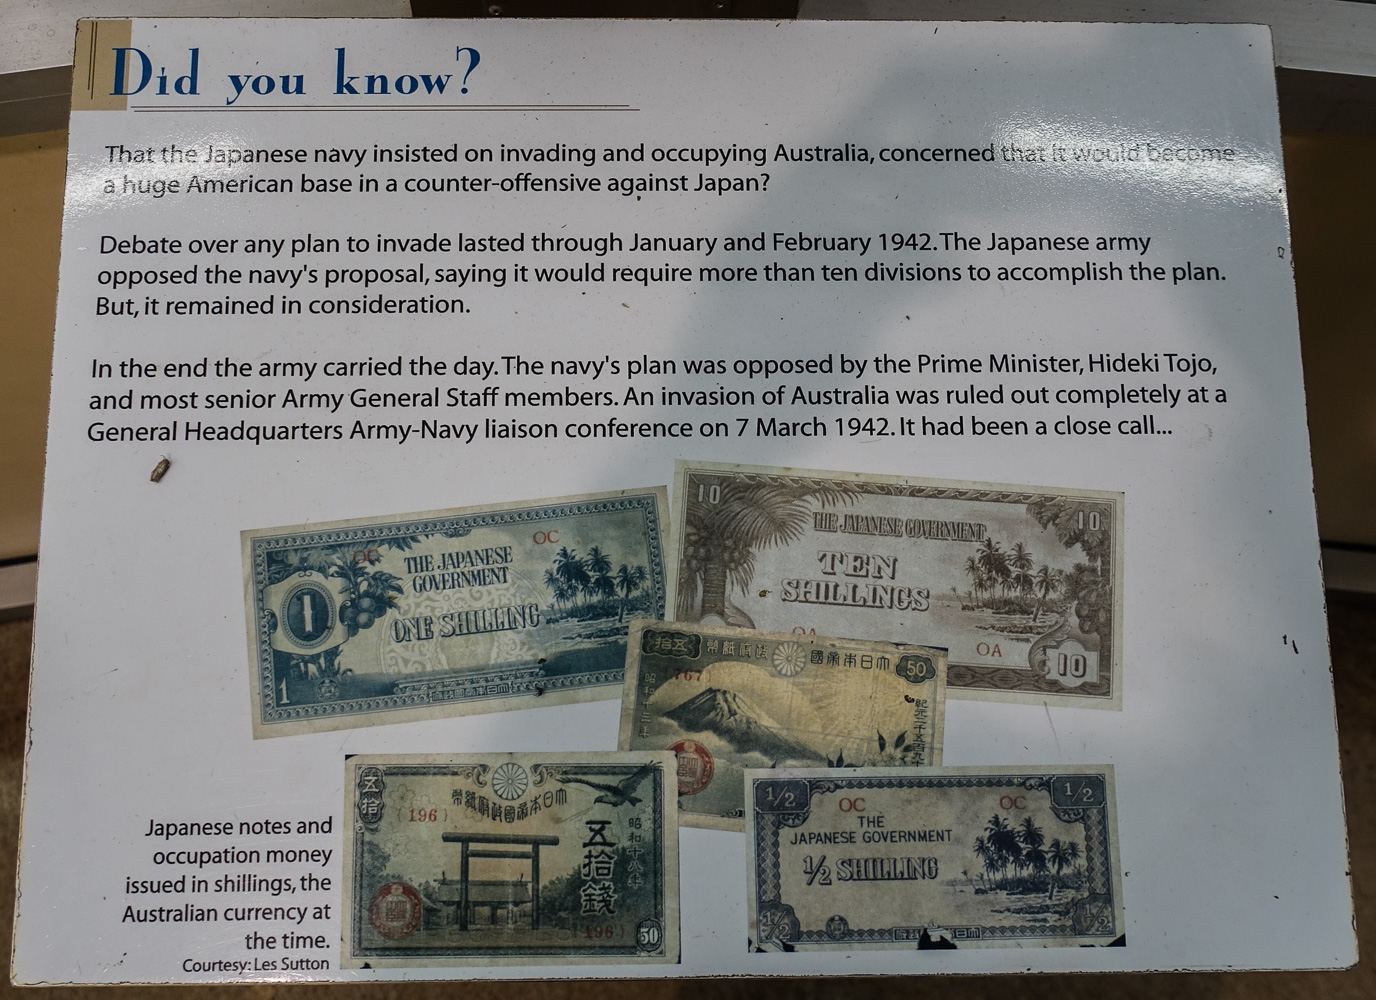 Did you know?
That the Japanese navy insisted on invading and occupying Australia, concerned that it would become
a huge American base in a counter-offensive against Japan?
Debate over any plan to invade lasted through January and February 1942. The Japanese army
opposed the navy's proposal, saying it would require more than ten divisions to accomplish the plan.
But, it remained in consideration.
In the end the army carried the day. The navy's plan was opposed by the Prime Minister, Hideki Tojo,
and most senior Army General Staff members. An invasion of Australia was ruled out completely at a
General Headquarters Army-Navy liaison conference on 7 March 1942. It had been a close call...
OC OC
THE JAPANESE
GOVERNMENT
1
ONE SHILLING
1
10 10
THE JAPANESE GOVERNMENT
TEN
SHILLINGS
OA OA
10
拾五
幣紙府政
國帝本日大
50
五拾
幣紙府政國帝本日大
{196}
五拾錢
{196}
50
1/2 1/2
OC OC
THE
JAPANESE GOVERNMENT
1/2 SHILLING
1/2 1/2
Japanese notes and
occupation money
issued in shillings, the
Australian currency at
the time.
Courtesy: Les Sutton